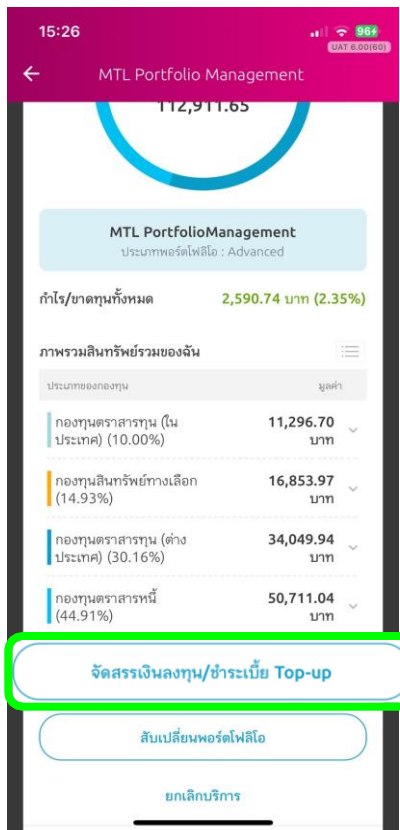 15:26
96
UAT 6.00(60)
MTL Portfolio Management
112,911.65
MTL PortfolioManagement
ประเภทพอร์ตโฟลิโอ : Advanced
กำไร/ขาดทุนทั้งหมด 2,590.74 บาท (2.35%)
ภาพรวมสินทรัพย์รวมของฉัน
ประเภทของกองทุน มูลค่า
กองทุนตราสารทุน (ใน 11,296.70
ประเทศ) (10.00%) บาท
กองทุนสินทรัพย์ทางเลือก 16,853.97
(14.93%) บาท
กองทุนตราสารทุน (ต่าง 34,049.94
ประเทศ) (30.16%) บาท
กองทุนตราสารหนี้ 50,711.04
(44.91%) บาท
จัดสรรเงินลงทุน/ชำระเบี้ย Top-up
สับเปลี่ยนพอร์ตโฟลิโอ
ยกเลิกบริการ